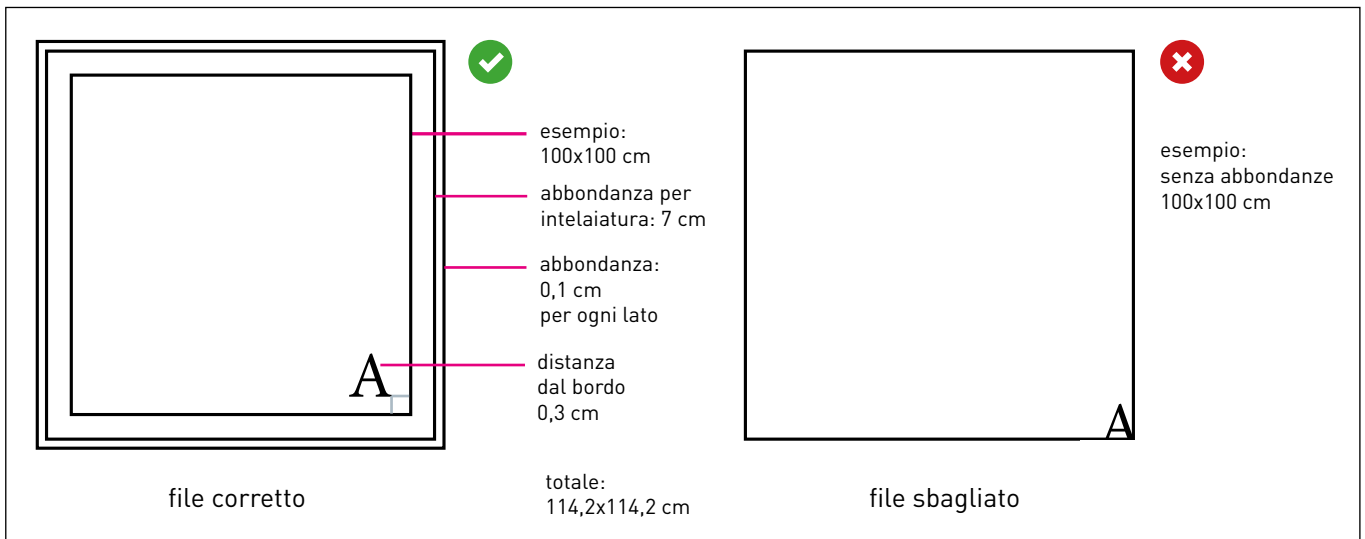 esempio:
100x100 cm
abbondanza per
intelaiatura: 7 cm
abbondanza:
0,1 cm
per ogni lato
A
distanza
dal bordo
0,3 cm
totale:
114,2x114,2 cm
file corretto
esempio:
senza abbondanze
100x100 cm
A
file sbagliato